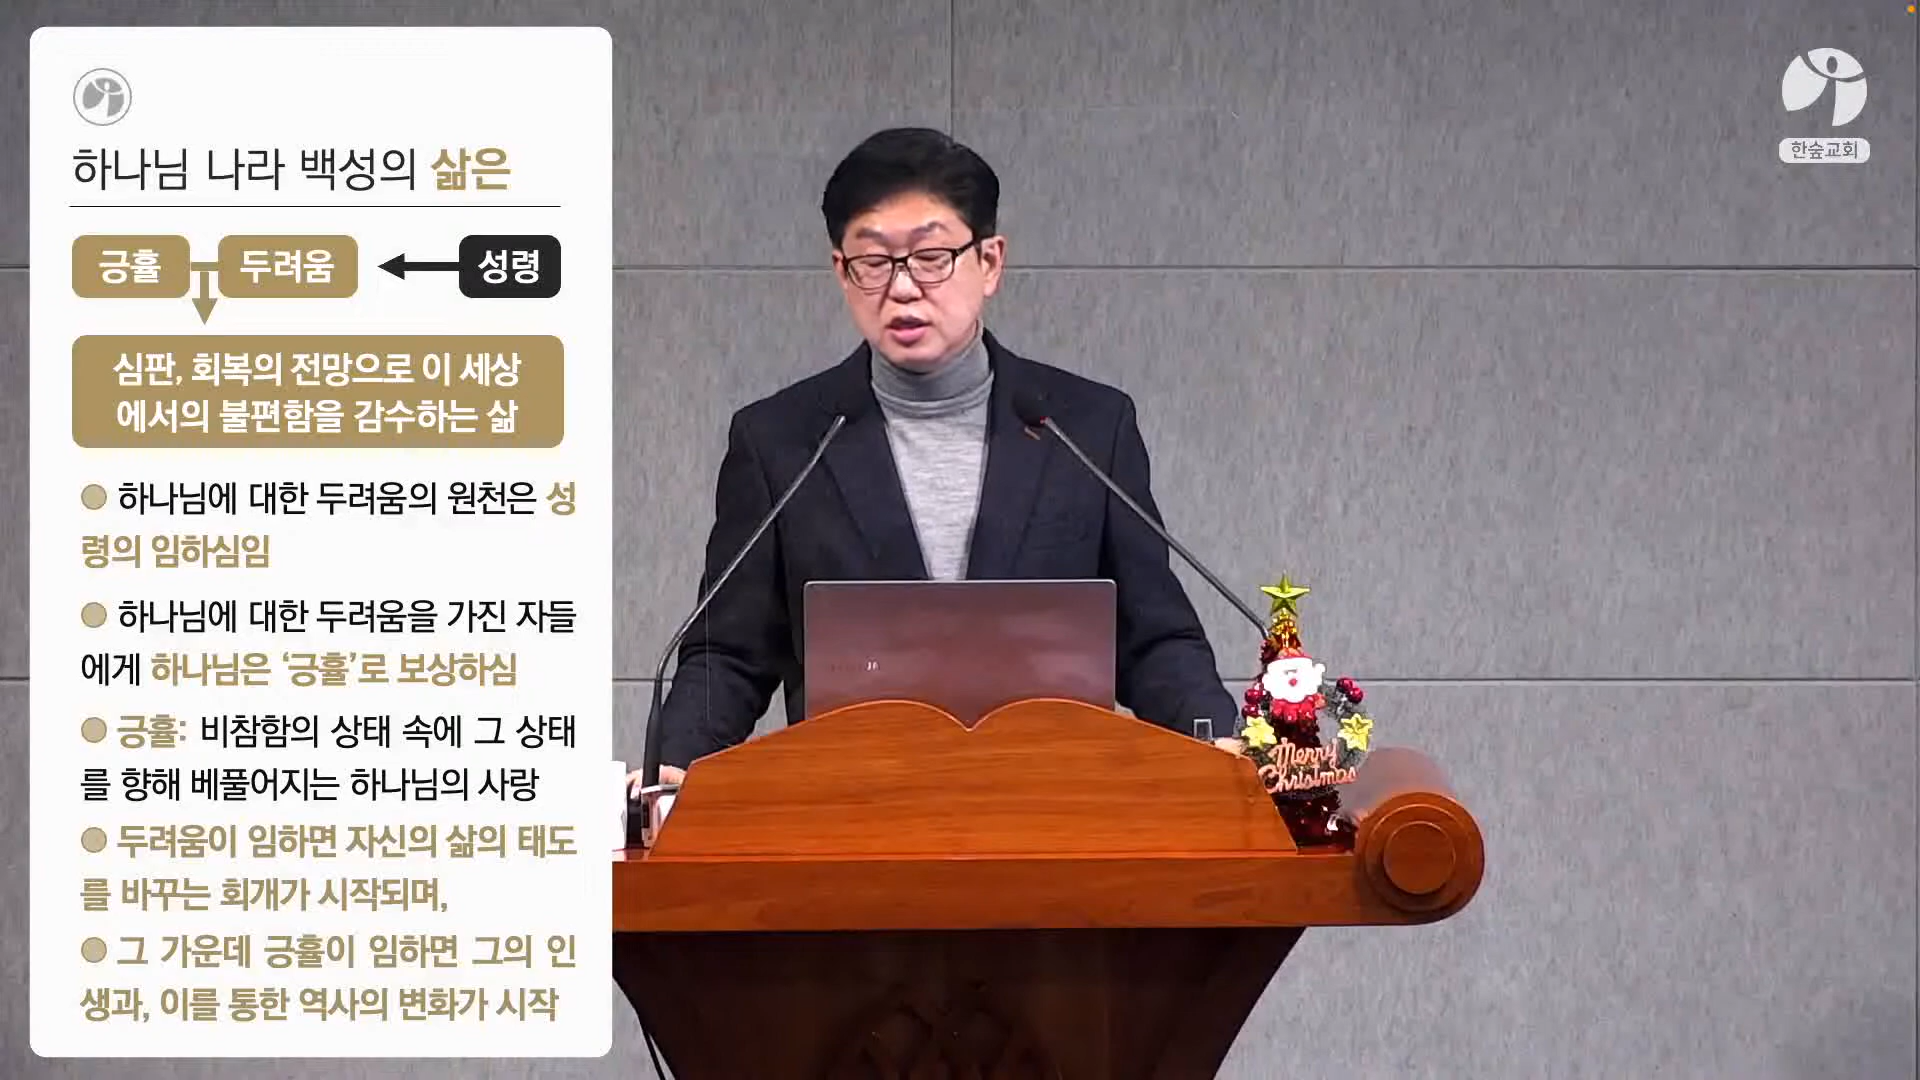 하나님 나라 백성의 삶은
긍휼
두려움
성령
심판, 회복의 전망으로 이 세상
에서의 불편함을 감수하는 삶
하나님에 대한 두려움의 원천은 성
령의 임하심임
하나님에 대한 두려움을 가진 자들
에게 하나님은 ‘긍휼’로 보상하심
긍휼: 비참함의 상태 속에 그 상태
를 향해 베풀어지는 하나님의 사랑
두려움이 임하면 자신의 삶의 태도
를 바꾸는 회개가 시작되며,
그 가운데 긍휼이 임하면 그의 인
생과, 이를 통한 역사의 변화가 시작
한숲교회
Merry
Christmas